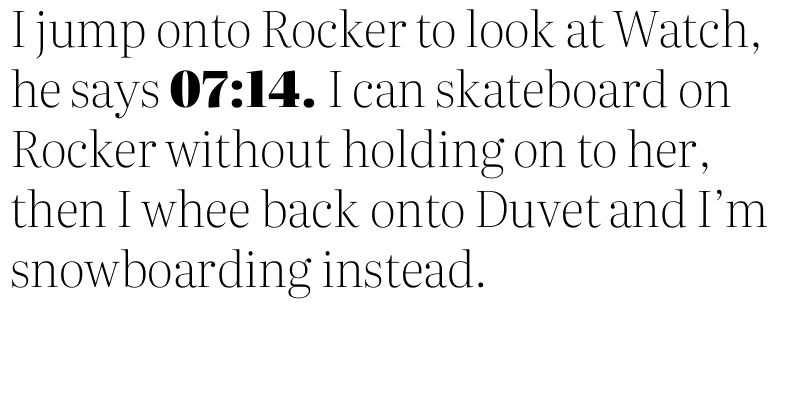 I jump onto Rocker to look at Watch,
he says 07:14. I can skateboard on
Rocker without holding on to her,
then I whee back onto Duvet and I’m
snowboarding instead.